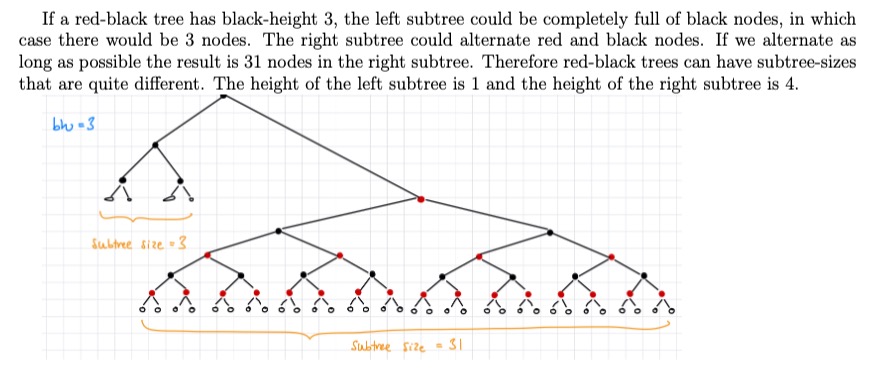 If a red-black tree has black-height 3, the left subtree could be completely full of black nodes, in which
case there would be 3 nodes. The right subtree could alternate red and black nodes. If we alternate as
long as possible the result is 31 nodes in the right subtree. Therefore red-black trees can have subtree-sizes
that are quite different. The height of the left subtree is 1 and the height of the right subtree is 4.
bh = 3
Subtree size = 3
Subtree size = 31